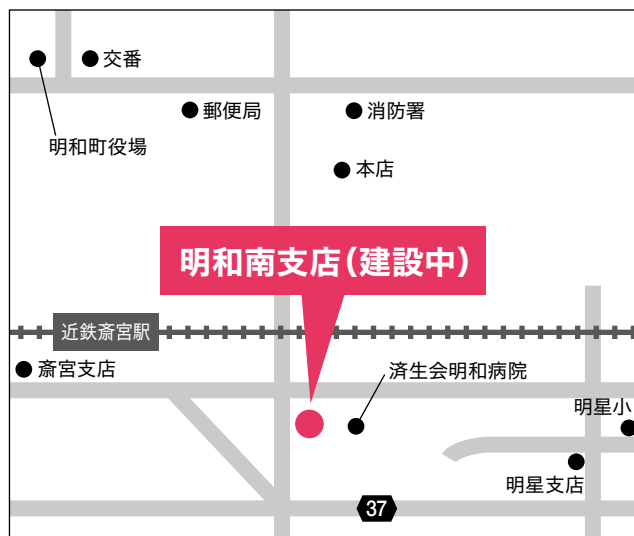 交番
郵便局
消防署
明和町役場
本店
明和南支店(建設中)
近鉄斎宮駅
斎宮支店
済生会明和病院
明星小
明星支店
37